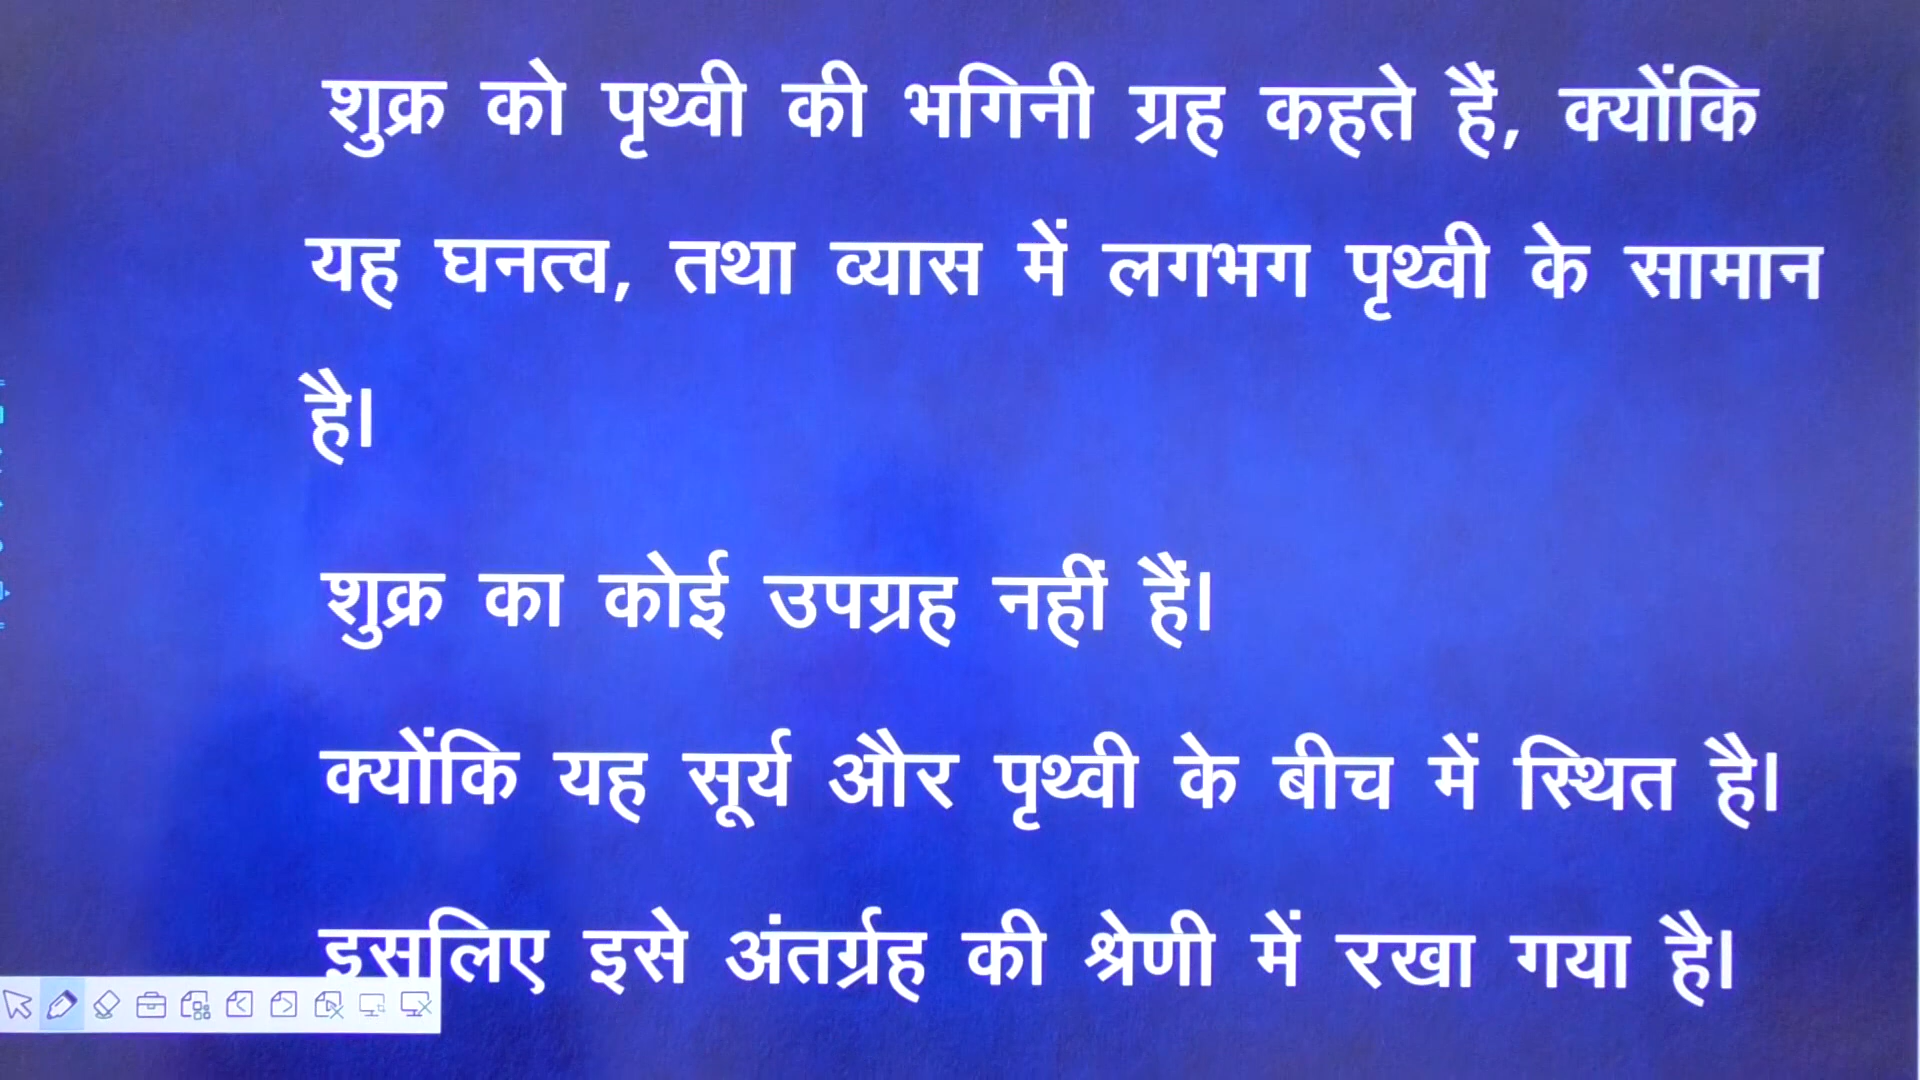 शुक्र को पृथ्वी की भगिनी ग्रह कहते हैं, क्योंकि
यह घनत्व, तथा व्यास में लगभग पृथ्वी के सामान
है।
शुक्र का कोई उपग्रह नहीं हैं।
क्योंकि यह सूर्य और पृथ्वी के बीच में स्थित है।
इसलिए इसे अंतर्ग्रह की श्रेणी में रखा गया है।